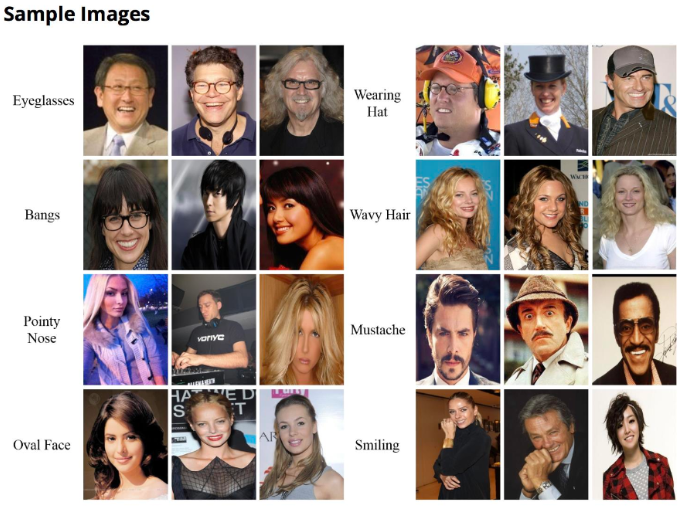 Sample Images
Eyeglasses
Wearing
Hat
Bangs
Wavy Hair
Pointy
Nose
Mustache
Oval Face
Smiling